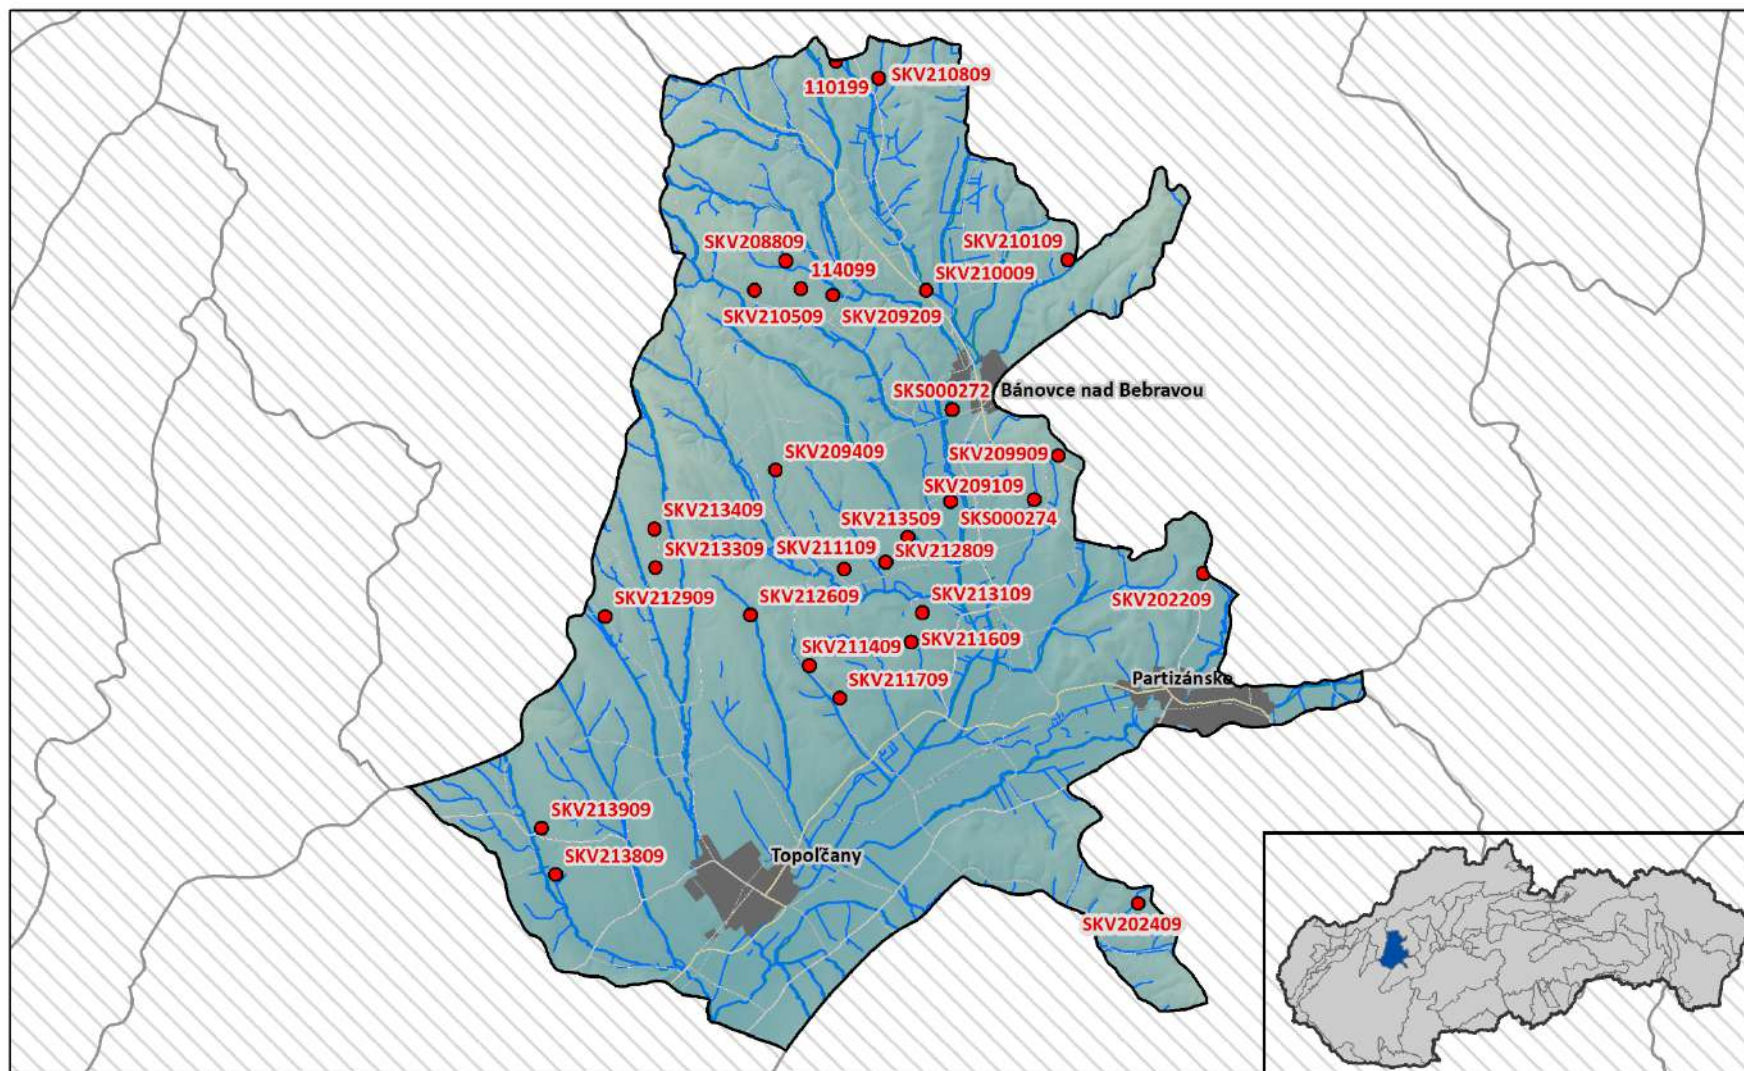 SKV210809
110199
SKV208809
SKV210109
114099
SKV210009
SKV210509
SKV209209
SKS000272
Bánovce nad Bebravou
SKV209409
SKV209909
SKV209109
SKV213409
SKV213509
SKS000274
SKV213309
SKV211109
SKV212809
SKV212909
SKV212609
SKV213109
SKV202209
SKV211409
SKV211609
Partizánske
SKV211709
SKV213909
SKV213809
Topoľčany
SKV202409